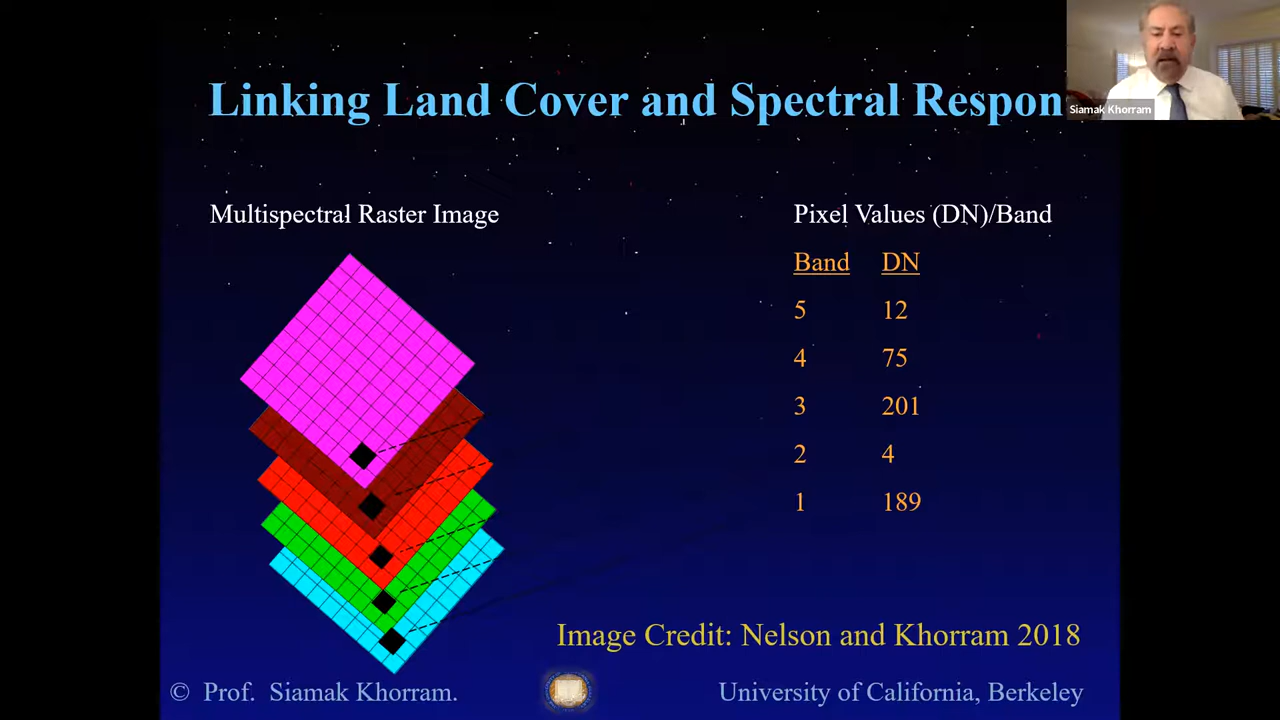 Linking Land Cover and Spectral Respon
Siamak Khorram
Multispectral Raster Image
Pixel Values (DN)/Band
Band DN
5 12
4 75
3 201
2 4
1 189
Image Credit: Nelson and Khorram 2018
© Prof. Siamak Khorram.
University of California, Berkeley